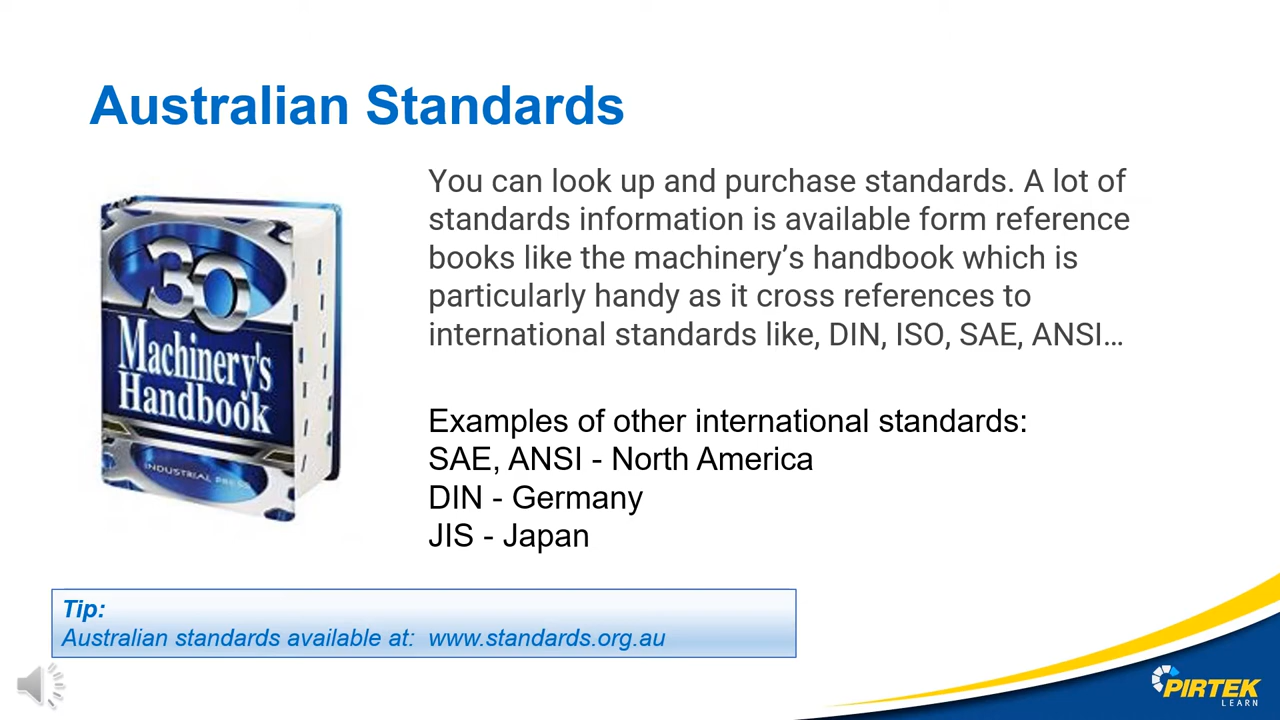 Australian Standards
You can look up and purchase standards. A lot of
standards information is available form reference
books like the machinery’s handbook which is
particularly handy as it cross references to
international standards like, DIN, ISO, SAE, ANSI…
30
Machinery's
Handbook
INDUSTRIAL PRESS
Examples of other international standards:
SAE, ANSI - North America
DIN - Germany
JIS - Japan
Tip:
Australian standards available at:  www.standards.org.au
PIRTEK
LEARN